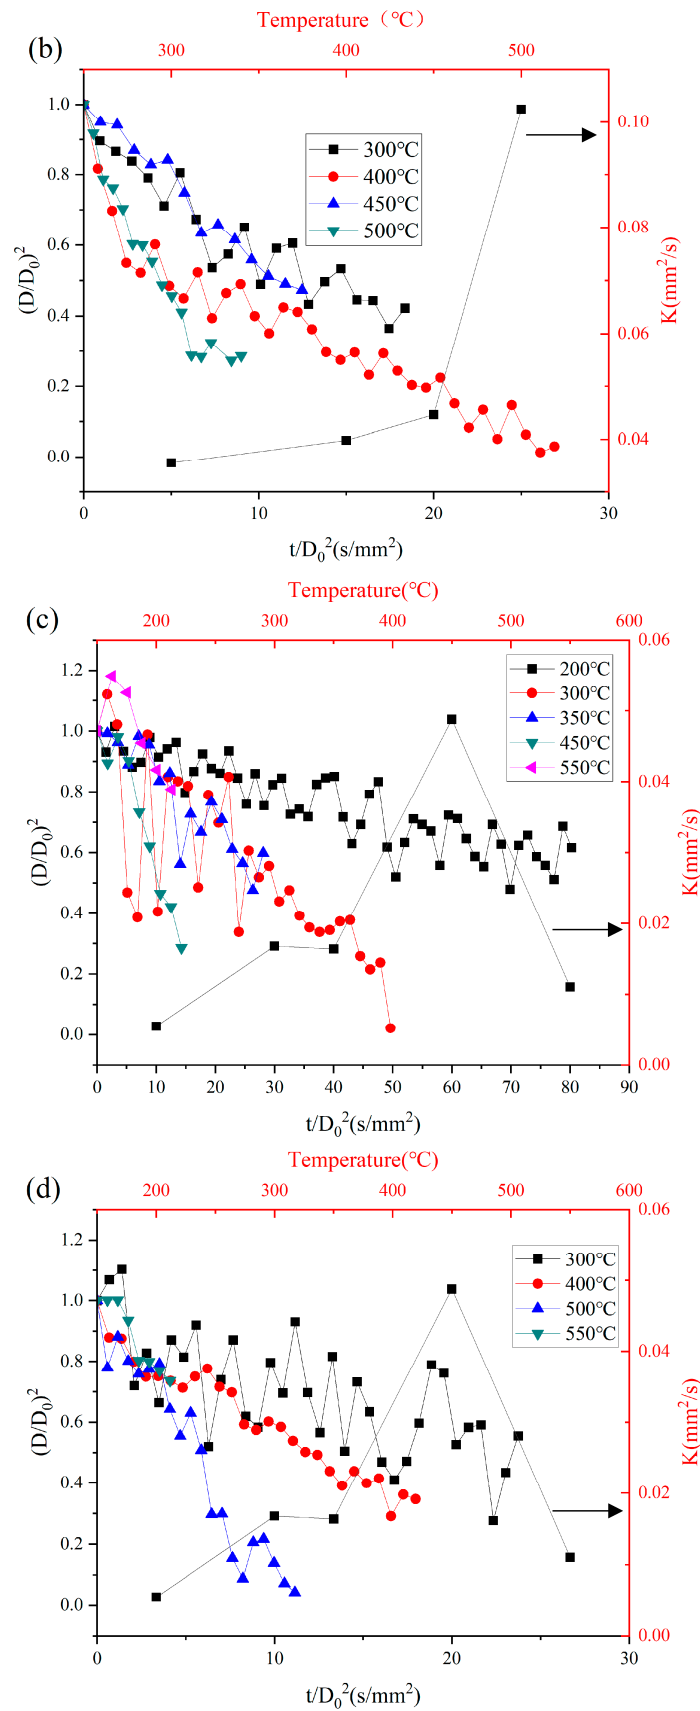 Temperature（℃）
(b)
300 400 500
1.0
0.8
0.6
0.4
0.2
0.0
(D/D₀)²
300℃
400℃
450℃
500℃
0.10
0.08
0.06
0.04
K(mm²/s)
0 10 20 30
t/D₀²(s/mm²)
Temperature(℃)
(c)
200 300 400 500 600
1.2
1.0
0.8
0.6
0.4
0.2
0.0
(D/D₀)²
200℃
300℃
350℃
450℃
550℃
0.06
0.04
0.02
0.00
K(mm²/s)
0 10 20 30 40 50 60 70 80 90
t/D₀²(s/mm²)
Temperature(℃)
(d)
200 300 400 500 600
1.2
1.0
0.8
0.6
0.4
0.2
0.0
(D/D₀)²
300℃
400℃
500℃
550℃
0.06
0.04
0.02
0.00
K(mm²/s)
0 10 20 30
t/D₀²(s/mm²)